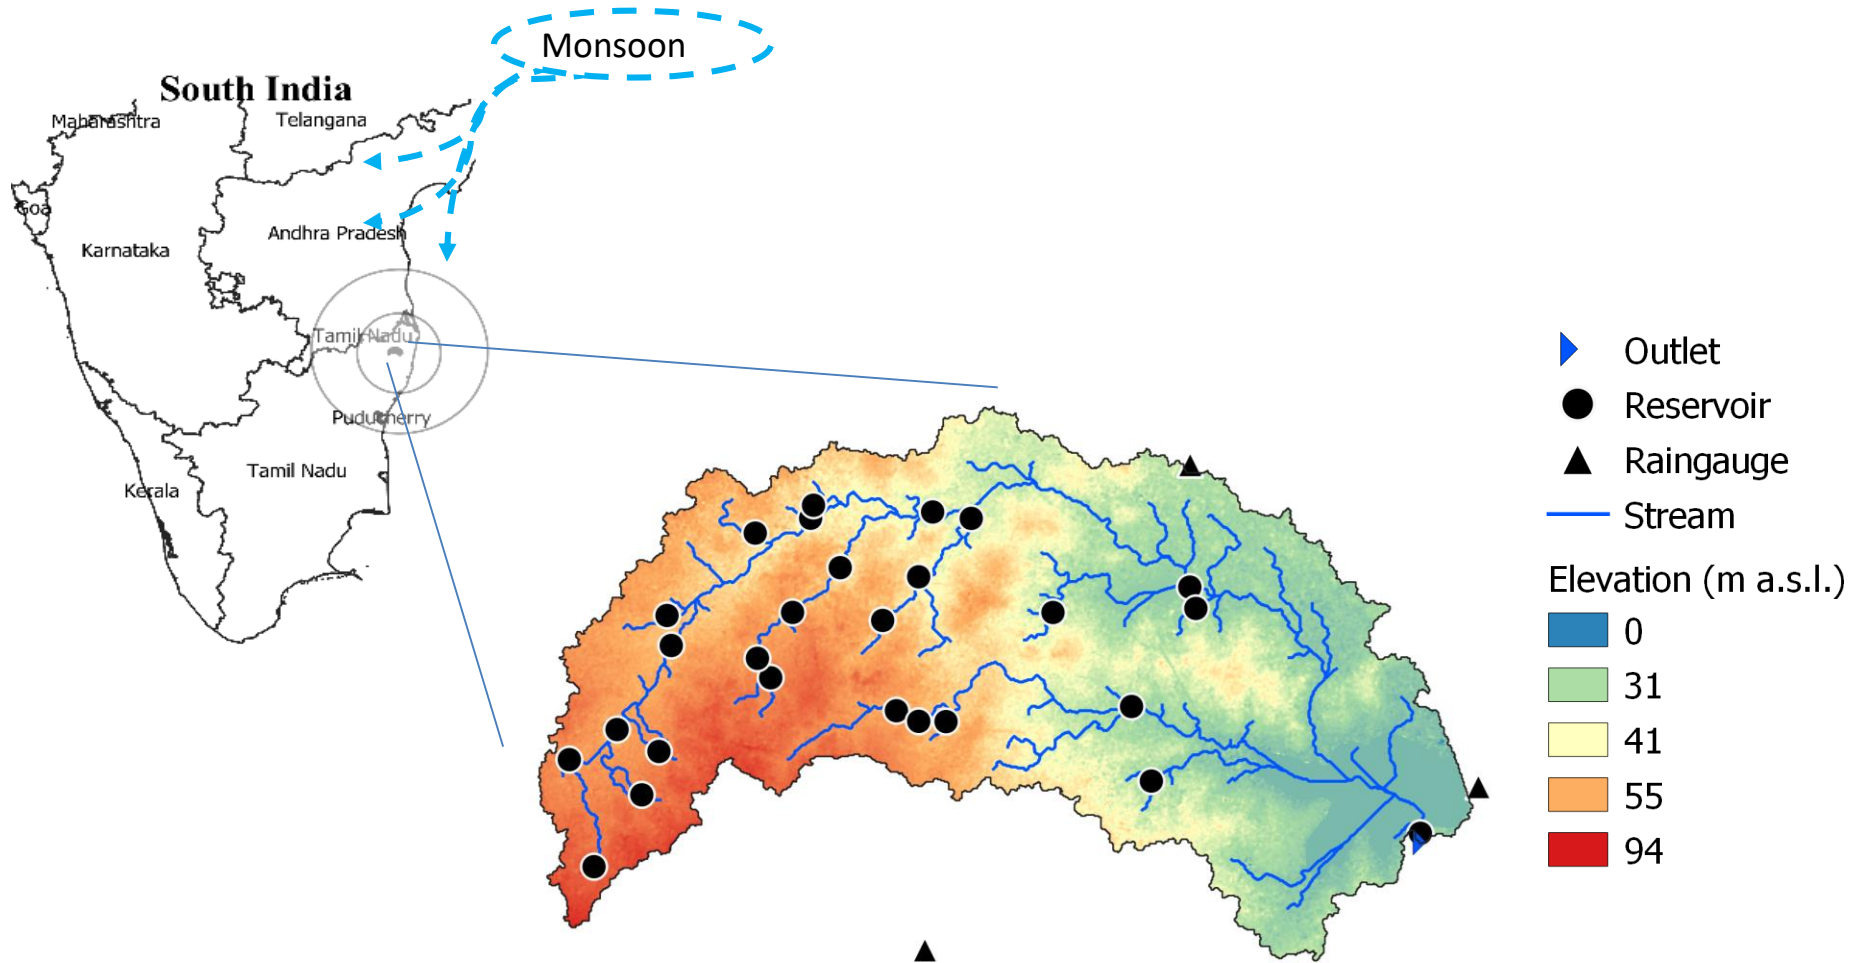 Monsoon
South India
Maharashtra
Telangana
Goa
Andhra Pradesh
Karnataka
Tamil Nadu
Puducherry
Tamil Nadu
Kerala
Outlet
Reservoir
Raingauge
Stream
Elevation (m a.s.l.)
0
31
41
55
94